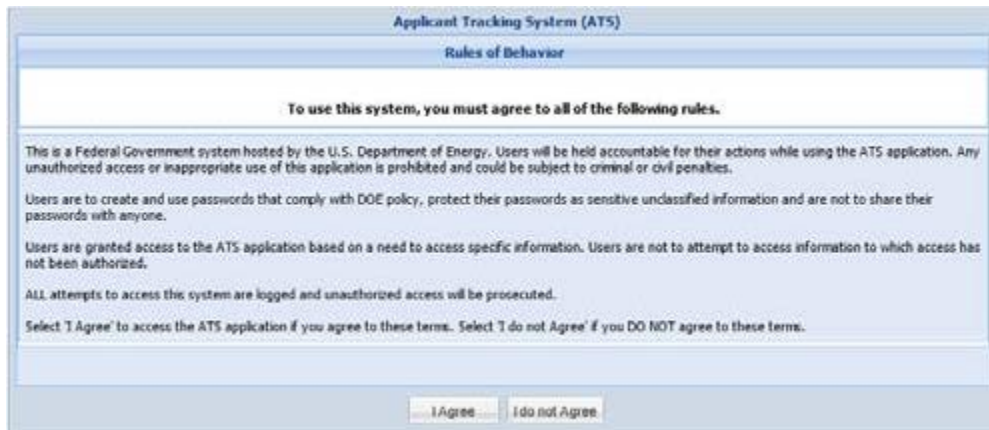 Applicant Tracking System (ATS)
Rules of Behavior
To use this system, you must agree to all of the following rules.
This is a Federal Government system hosted by the U.S. Department of Energy. Users will be held accountable for their actions while using the ATS application. Any
unauthorized access or inappropriate use of this application is prohibited and could be subject to criminal or civil penalties.
Users are to create and use passwords that comply with DOE policy, protect their passwords as sensitive unclassified information and are not to share their
passwords with anyone.
Users are granted access to the ATS application based on a need to access specific information. Users are not to attempt to access information to which access has
not been authorized.
ALL attempts to access this system are logged and unauthorized access will be prosecuted.
Select 'I Agree' to access the ATS application if you agree to these terms. Select 'I do not Agree' if you DO NOT agree to these terms.
I Agree I do not Agree